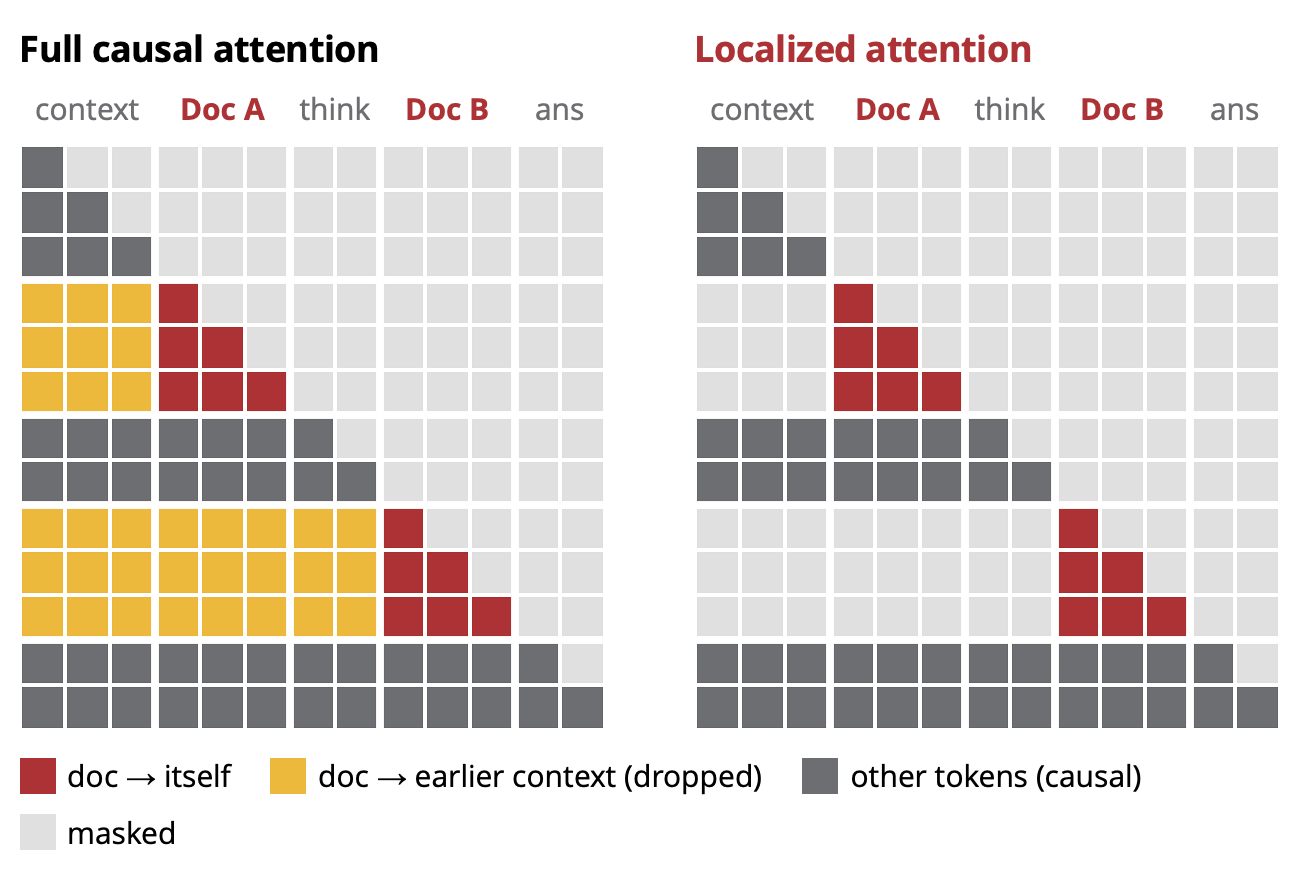 Full causal attention
context Doc A think Doc B ans
Localized attention
context Doc A think Doc B ans
doc → itself
doc → earlier context (dropped)
other tokens (causal)
masked